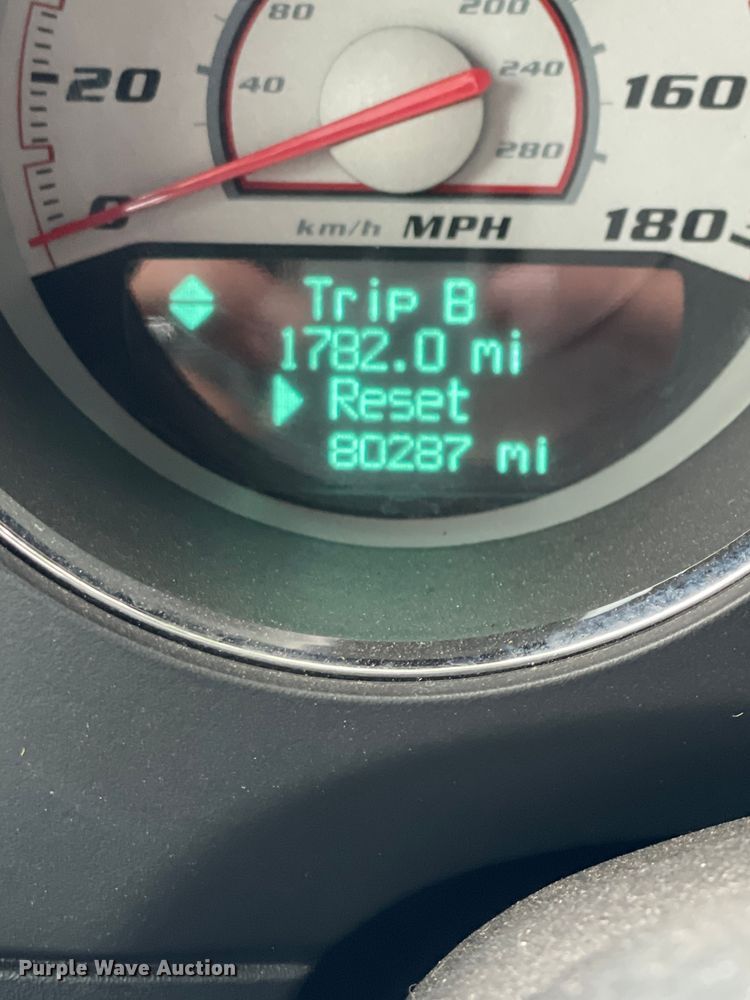 80 200
20 40 240 160
280
0 km/h MPH 180
Trip B
1782.0 mi
Reset
80287 mi
Purple Wave Auction